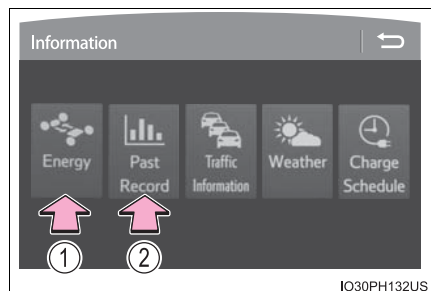 Information
Energy
Past
Record
Traffic
Information
Weather
Charge
Schedule
1
2
IO30PH132US